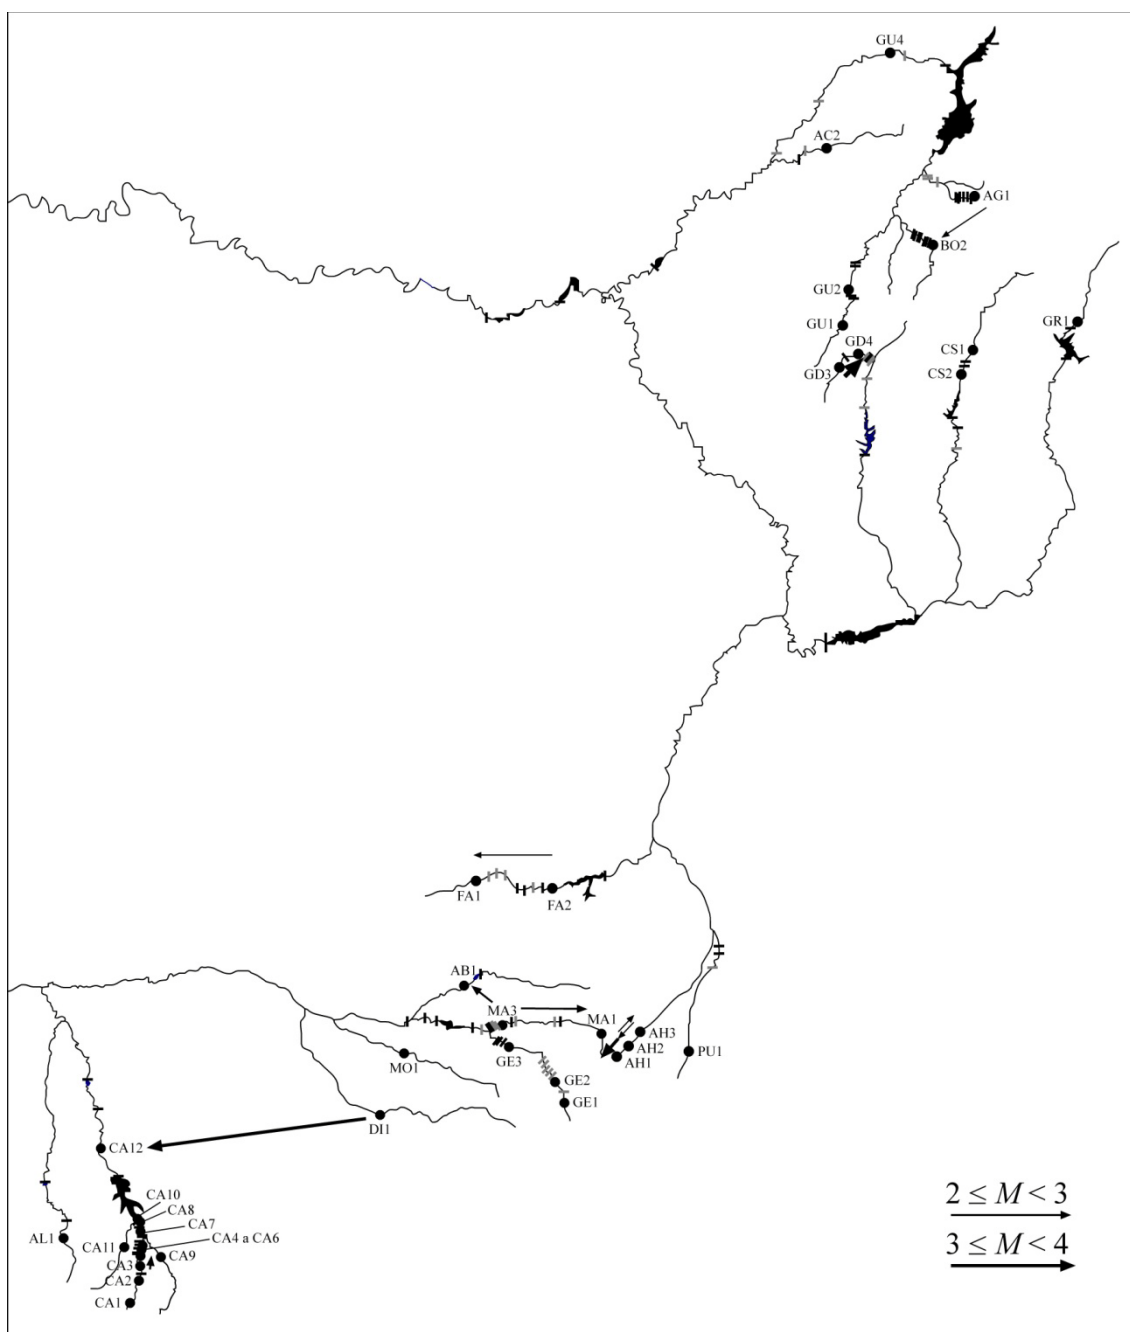 GU4
AC2
AG1
BO2
GU2
GU1
GR1
GD4
CS1
GD3
CS2
FA1
FA2
AB1
MA3
MA1
AH3
AH2
AH1
PU1
GE3
MO1
GE2
GE1
DI1
CA12
CA10
CA8
CA7
CA4 a CA6
AL1
CA11
CA9
CA3
CA2
CA1
2 ≤ M < 3
3 ≤ M < 4